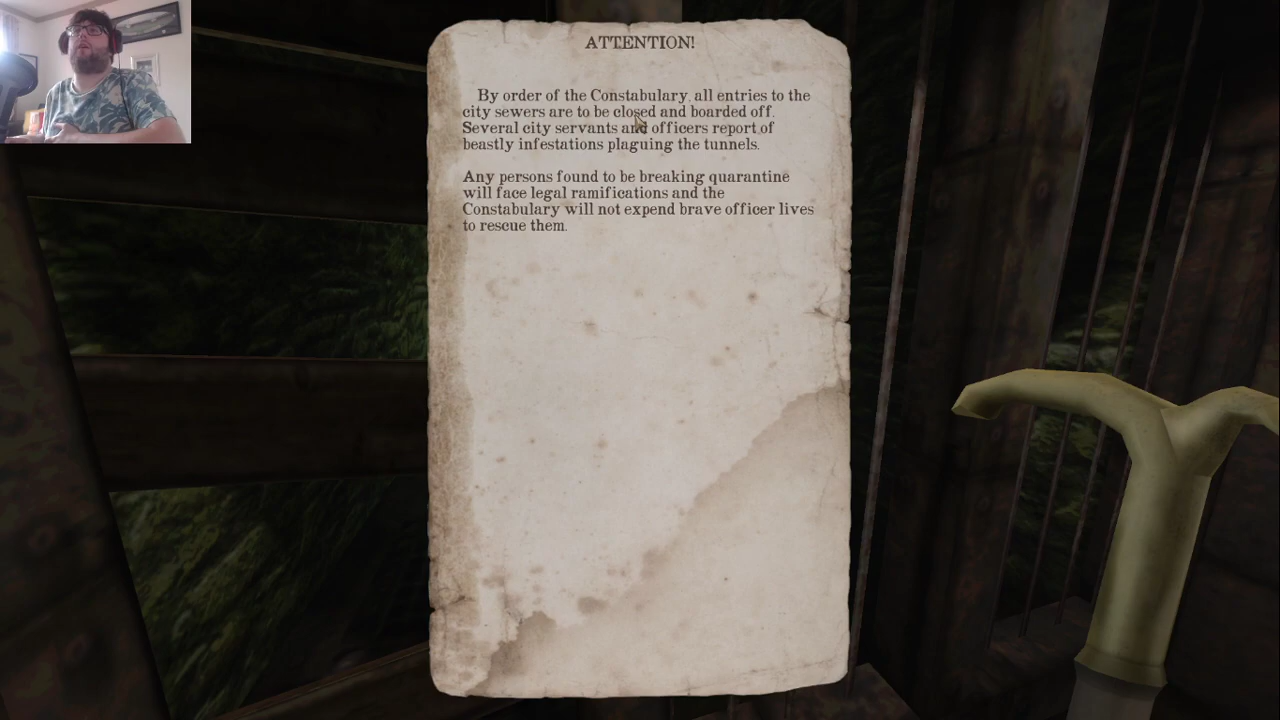 ATTENTION!
By order of the Constabulary, all entries to the
city sewers are to be closed and boarded off.
Several city servants and officers report of
beastly infestations plaguing the tunnels.
Any persons found to be breaking quarantine
will face legal ramifications and the
Constabulary will not expend brave officer lives
to rescue them.